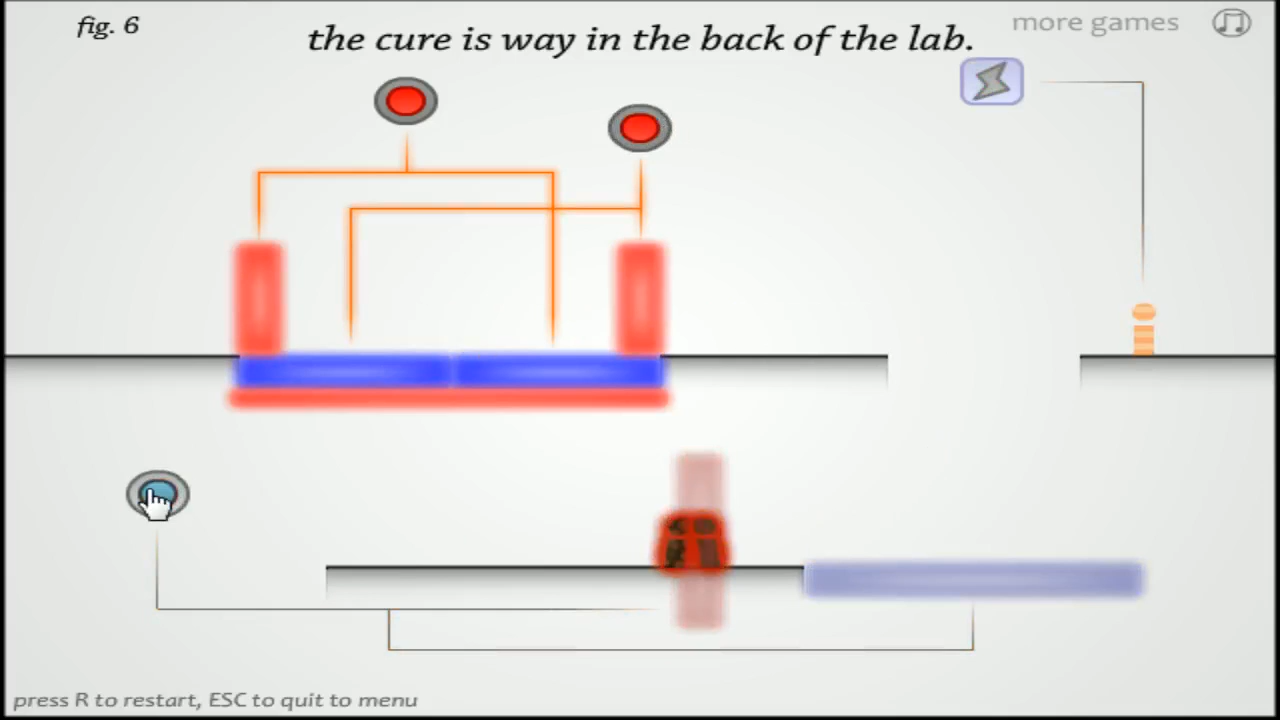 fig. 6
the cure is way in the back of the lab.
more games
press R to restart, ESC to quit to menu